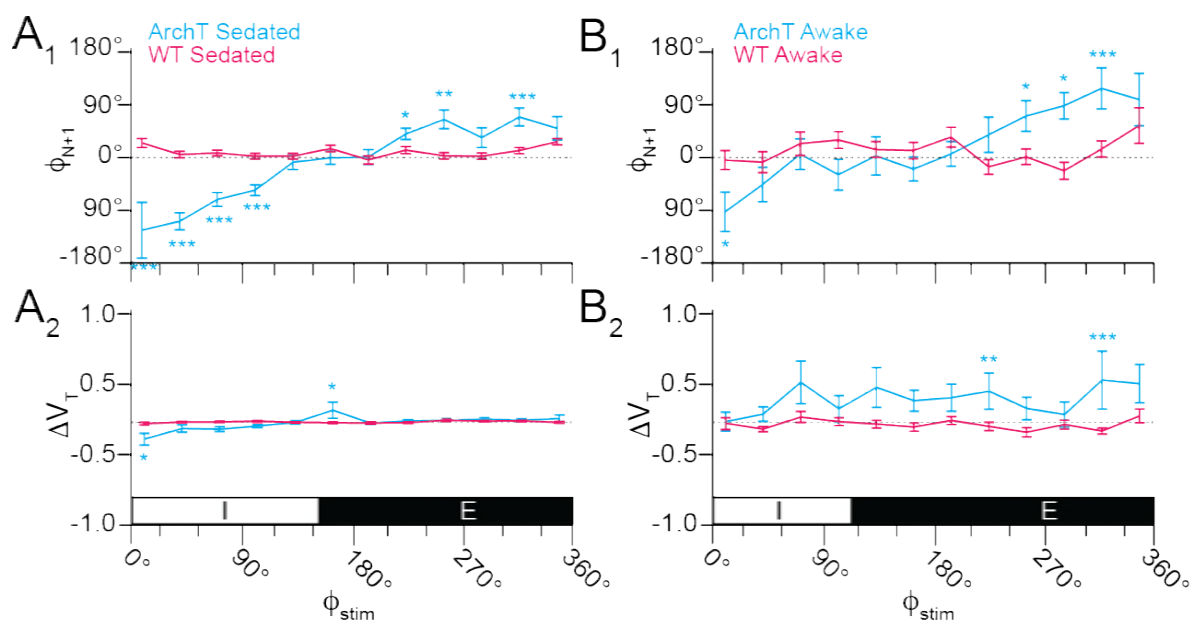 A1
ArchT Sedated
WT Sedated
180°
90°
0°
90°
-180°
ϕN+1
***
***
***
***
*
**
***
B1
ArchT Awake
WT Awake
180°
90°
0°
90°
-180°
ϕN+1
*
*
*
***
A2
1.0
0.5
-0.5
-1.0
ΔVT
*
*
I
E
0°
90°
180°
270°
360°
ϕstim
B2
1.0
0.5
-0.5
-1.0
ΔVT
**
***
I
E
0°
90°
180°
270°
360°
ϕstim